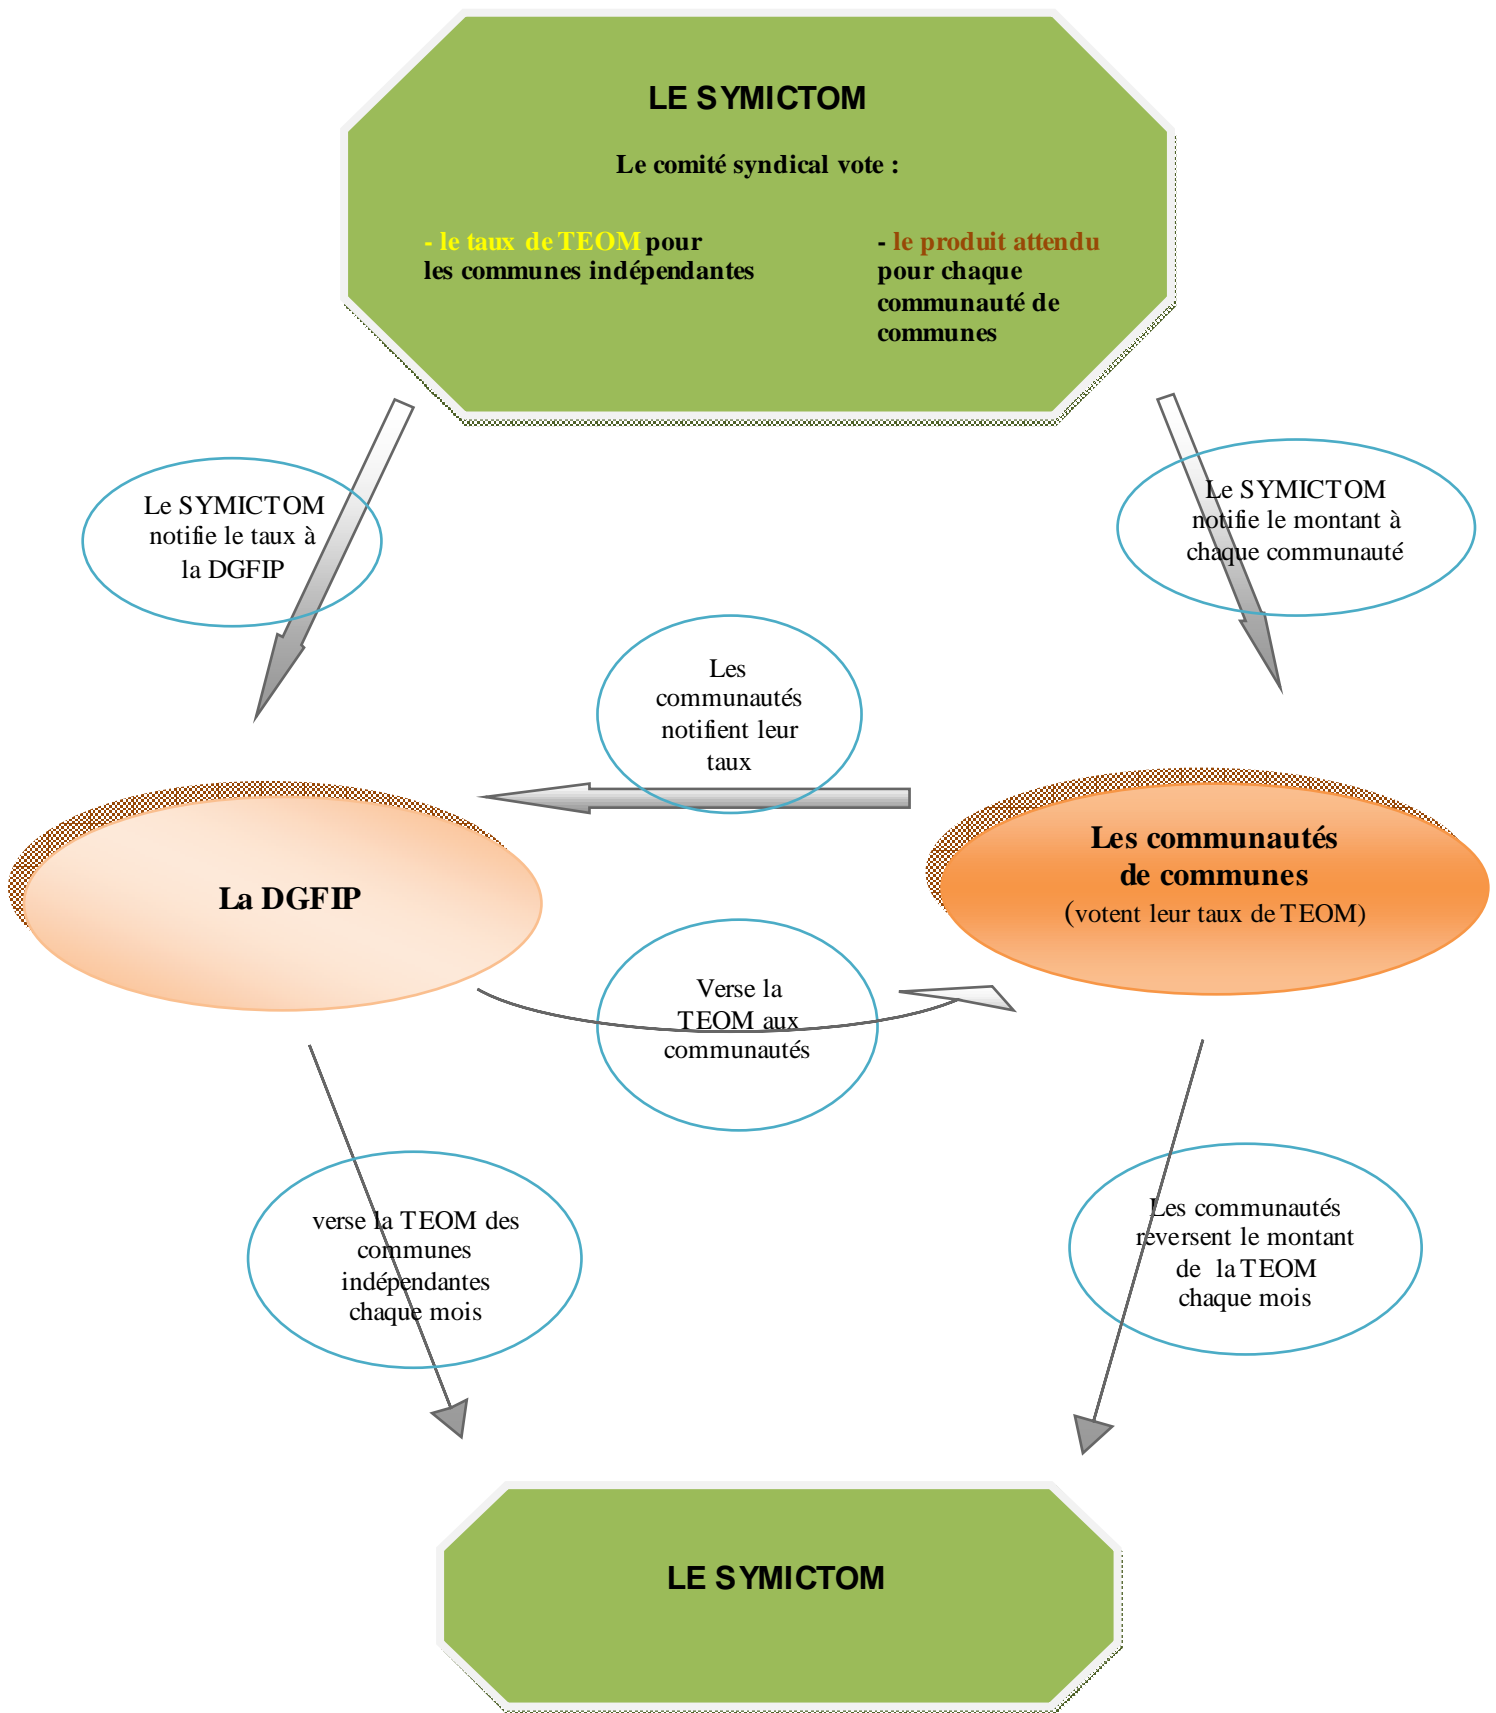 LE SYMICTOM
Le comité syndical vote :
- le taux de TEOM pour
les communes indépendantes
- le produit attendu
pour chaque
communauté de
communes
Le SYMICTOM
notifie le taux à
la DGFIP
Le SYMICTOM
notifie le montant à
chaque communauté
Les
communautés
notifient leur
taux
La DGFIP
Les communautés
de communes
(votent leur taux de TEOM)
Verse la
TEOM aux
communautés
verse la TEOM des
communes
indépendantes
chaque mois
Les communautés
reversent le montant
de la TEOM
chaque mois
LE SYMICTOM